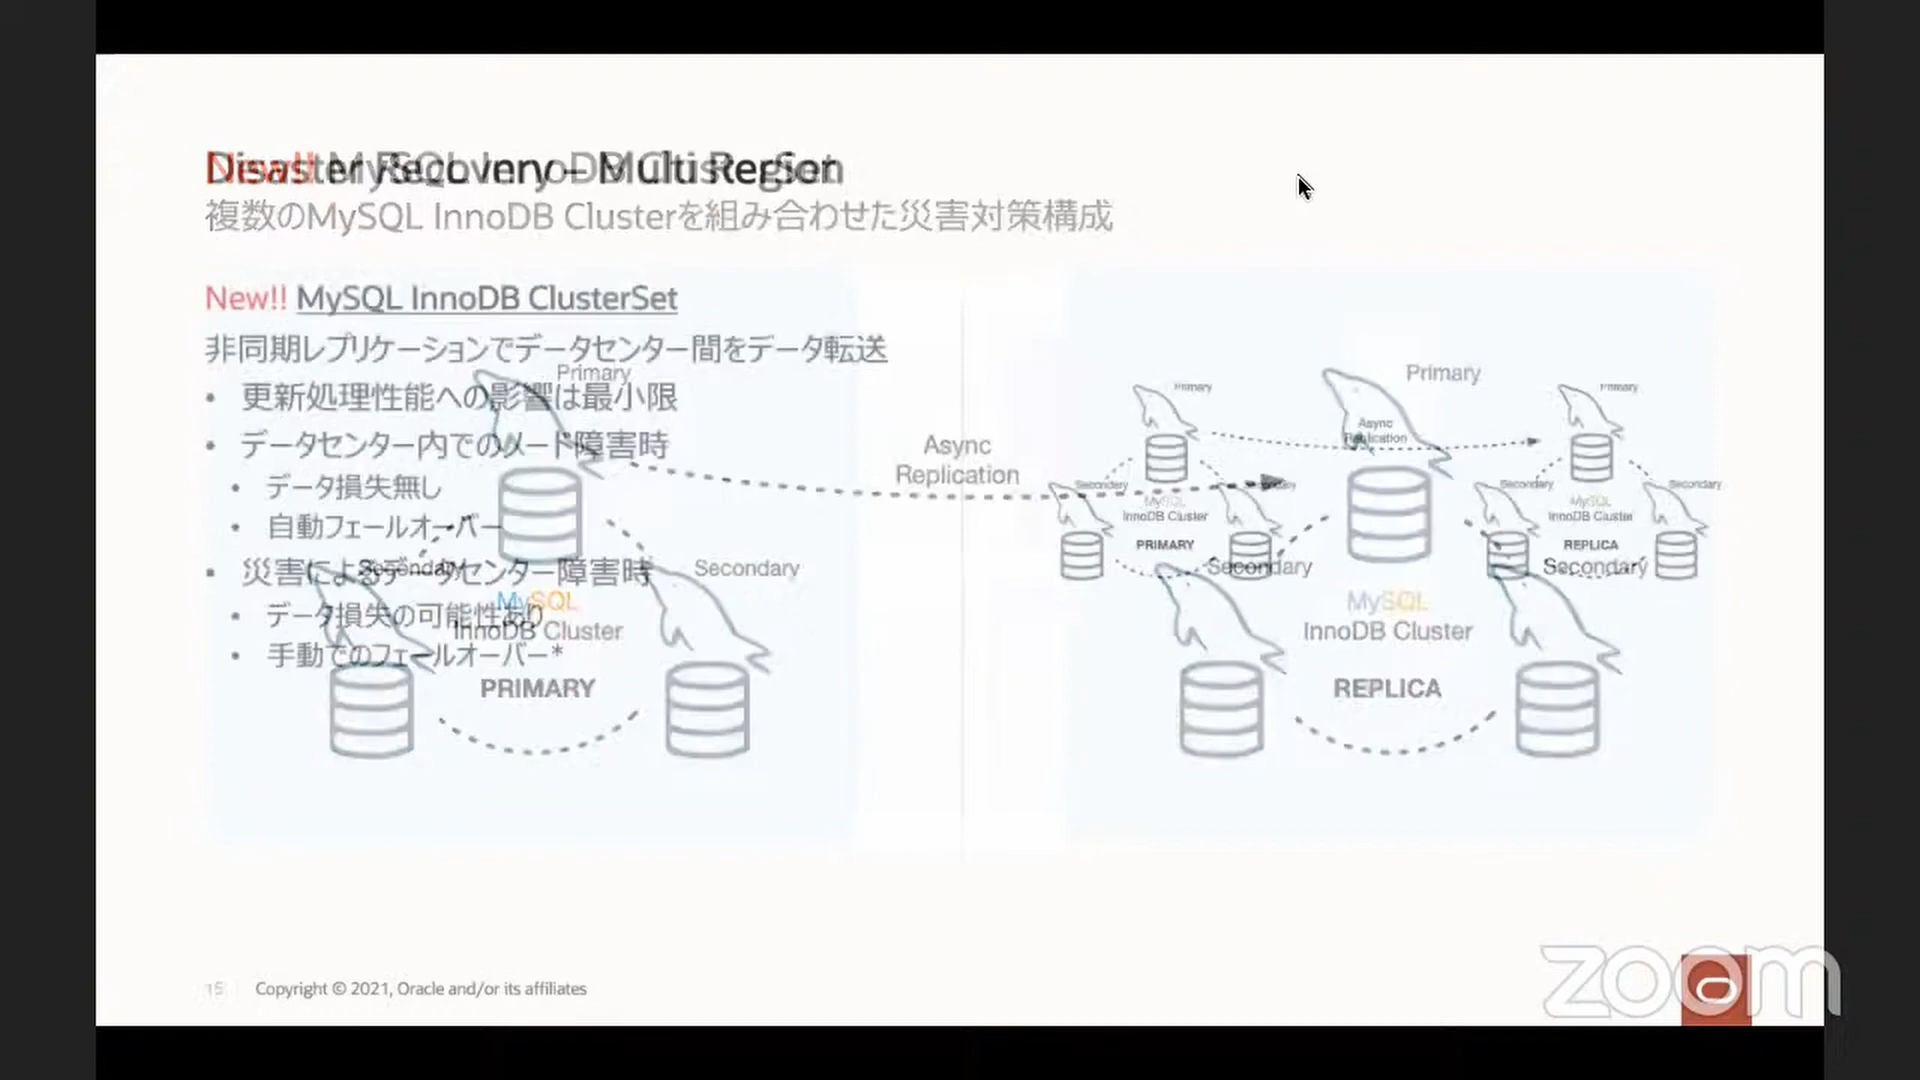 Disaster Recovery – Multi Region
New!! MySQL InnoDB ClusterSet
複数のMySQL InnoDB Clusterを組み合わせた災害対策構成
New!! MySQL InnoDB ClusterSet
非同期レプリケーションでデータセンター間をデータ転送
• 更新処理性能への影響は最小限
• データセンター内でのノード障害時
• データ損失無し
• 自動フェールオーバー
• 災害によるデータセンター障害時
• データ損失の可能性あり
• 手動でのフェールオーバー*
Primary
Secondary
Secondary
MySQL
InnoDB Cluster
PRIMARY
Async
Replication
Primary
Secondary
Secondary
MySQL
InnoDB Cluster
REPLICA
Primary
Secondary
MySQL
InnoDB Cluster
PRIMARY
Async
Replication
Primary
Secondary
Secondary
MySQL
InnoDB Cluster
REPLICA
15 Copyright © 2021, Oracle and/or its affiliates
zoom